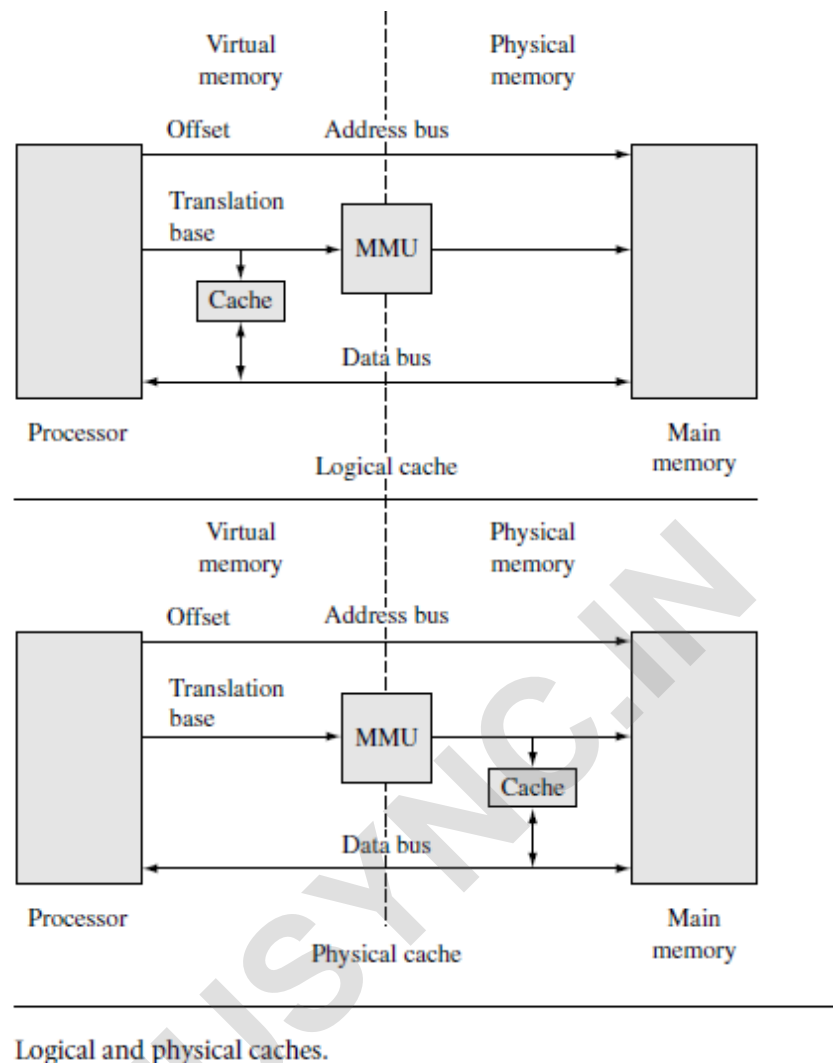 Virtual memory
Physical memory
Offset
Address bus
Translation base
MMU
Cache
Data bus
Processor
Main memory
Logical cache
Virtual memory
Physical memory
Offset
Address bus
Translation base
MMU
Cache
Data bus
Processor
Main memory
Physical cache
Logical and physical caches.